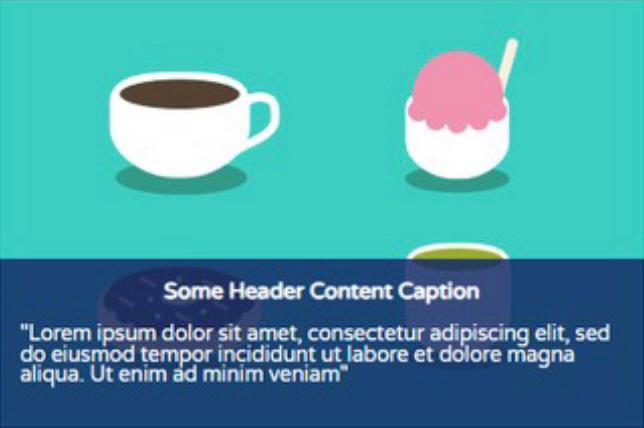 Some Header Content Caption
"Lorem ipsum dolor sit amet, consectetur adipiscing elit, sed
do eiusmod tempor incididunt ut labore et dolore magna
aliqua. Ut enim ad minim veniam"